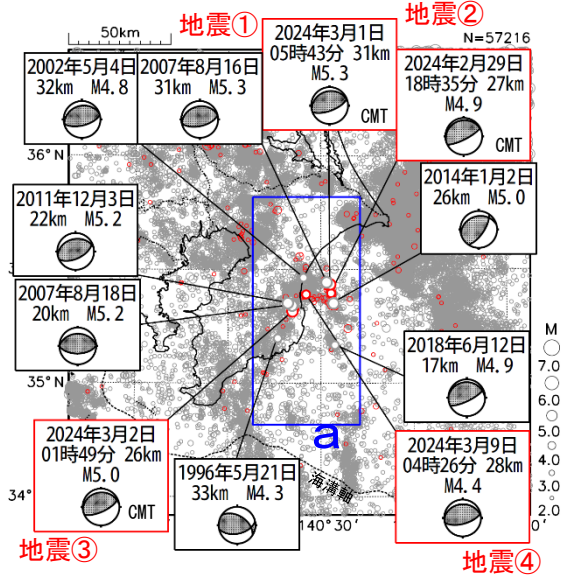 地震①
地震②
50km
N=57216
2002年5月4日
32km M4.8
2007年8月16日
31km M5.3
2024年3月1日
05時43分 31km
M5.3
CMT
2024年2月29日
18時35分 27km
M4.9
CMT
36°N
2011年12月3日
22km M5.2
2014年1月2日
26km M5.0
2007年8月18日
20km M5.2
2018年6月12日
17km M4.9
M
7.0
6.0
5.0
4.0
3.0
2.0
35°N
a
2024年3月2日
01時49分 26km
M5.0
CMT
1996年5月21日
33km M4.3
2024年3月9日
04時26分 28km
M4.4
海溝軸
34°
140°30′
0′
地震③
地震④